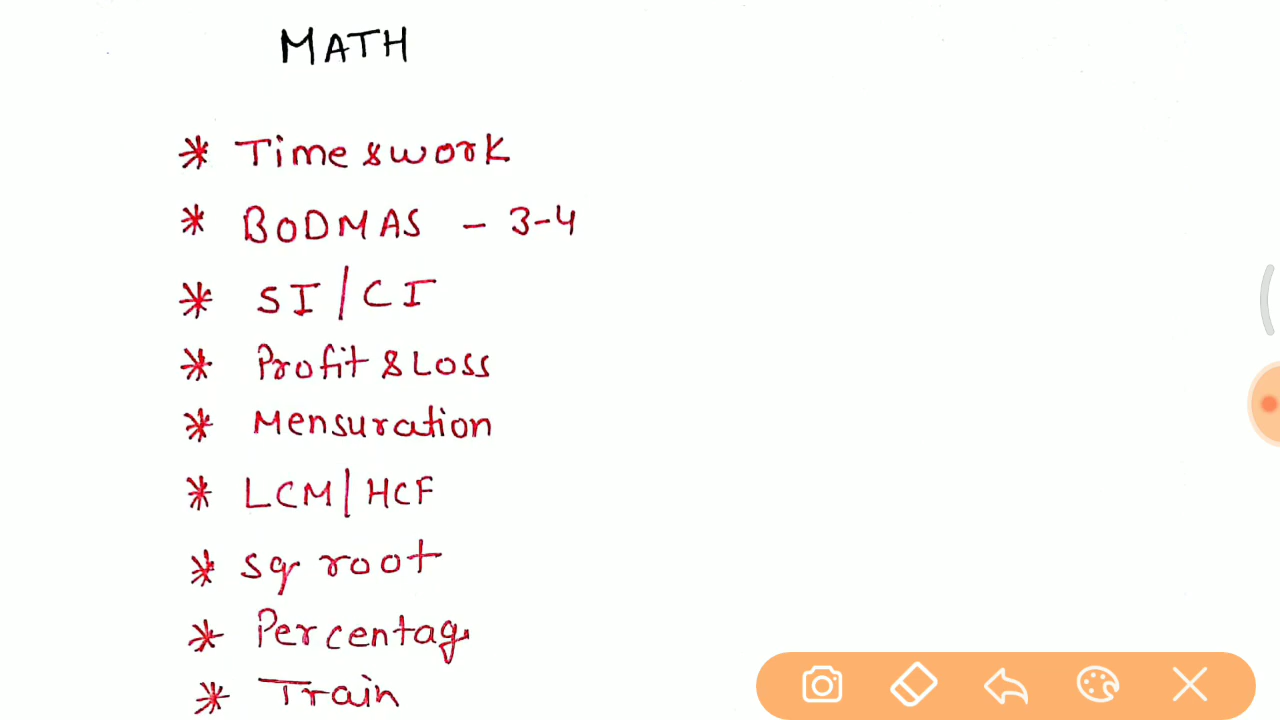 MATH
* Time & work
* BODMAS - 3-4
* SI/CI
* Profit & Loss
* Mensuration
* LCM/HCF
* Sq root
* Percentag
* Train